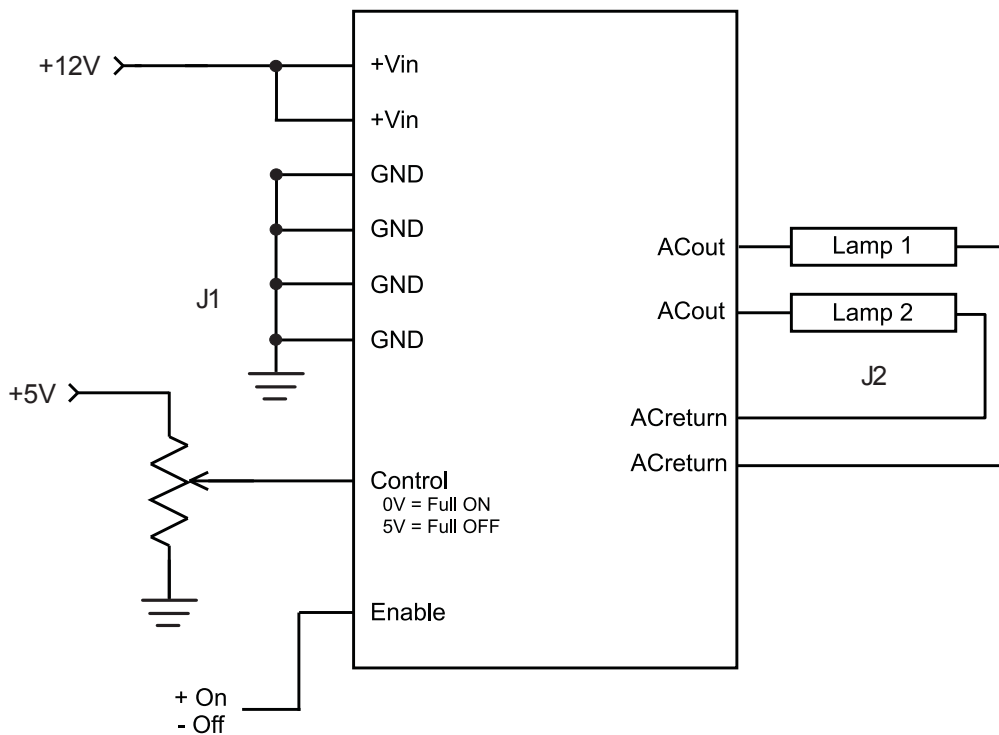 +12V
+Vin
+Vin
GND
GND
GND
GND
J1
+5V
Control
0V = Full ON
5V = Full OFF
Enable
+ On
- Off
ACout
Lamp 1
ACout
Lamp 2
J2
ACreturn
ACreturn